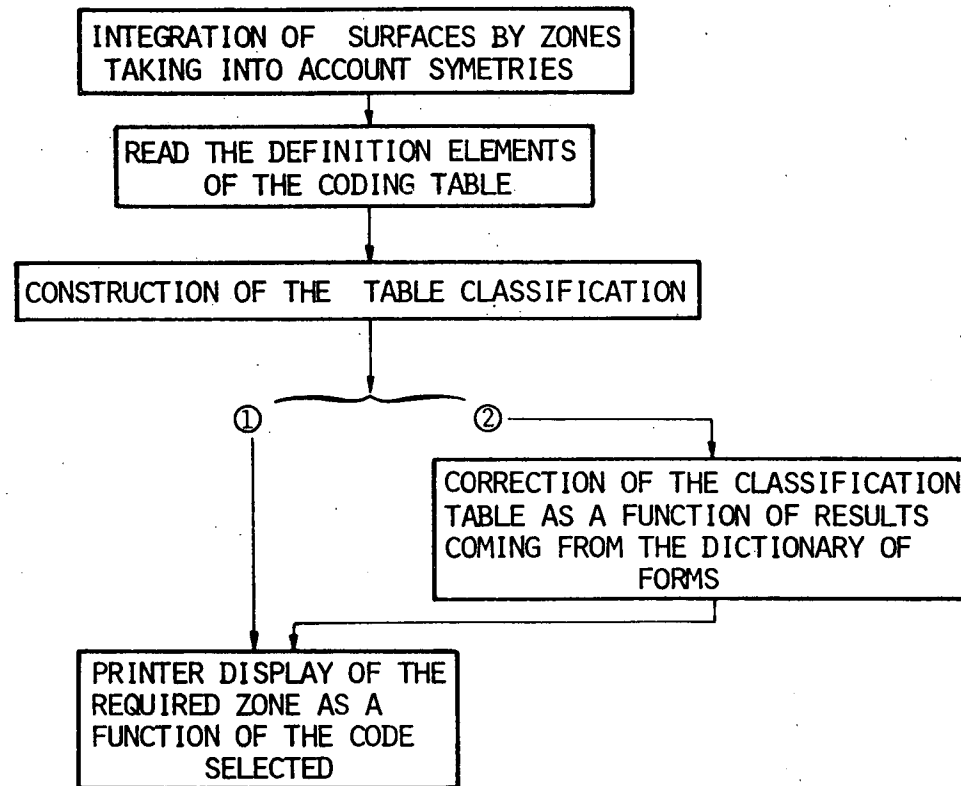 INTEGRATION OF SURFACES BY ZONES
TAKING INTO ACCOUNT SYMETRIES
READ THE DEFINITION ELEMENTS
OF THE CODING TABLE
CONSTRUCTION OF THE TABLE CLASSIFICATION
①
②
CORRECTION OF THE CLASSIFICATION
TABLE AS A FUNCTION OF RESULTS
COMING FROM THE DICTIONARY OF
FORMS
PRINTER DISPLAY OF THE
REQUIRED ZONE AS A
FUNCTION OF THE CODE
SELECTED